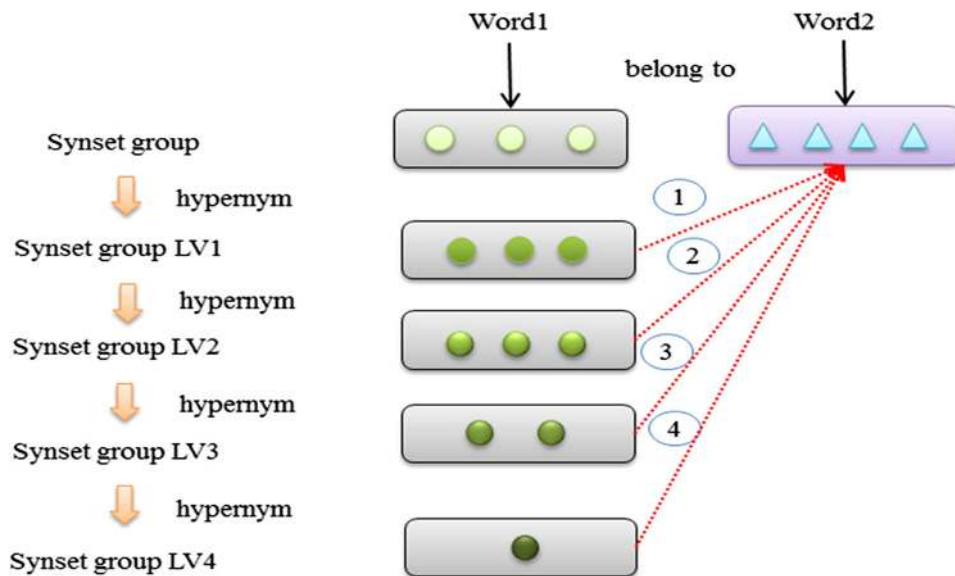 Word1
Word2
belong to
Synset group
hypernym
1
Synset group LV1
2
hypernym
Synset group LV2
3
hypernym
4
Synset group LV3
hypernym
Synset group LV4